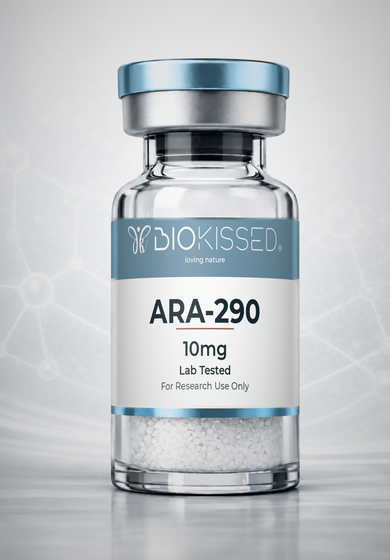 BIOKISSED®
loving nature
ARA-290
10mg
Lab Tested
For Research Use Only